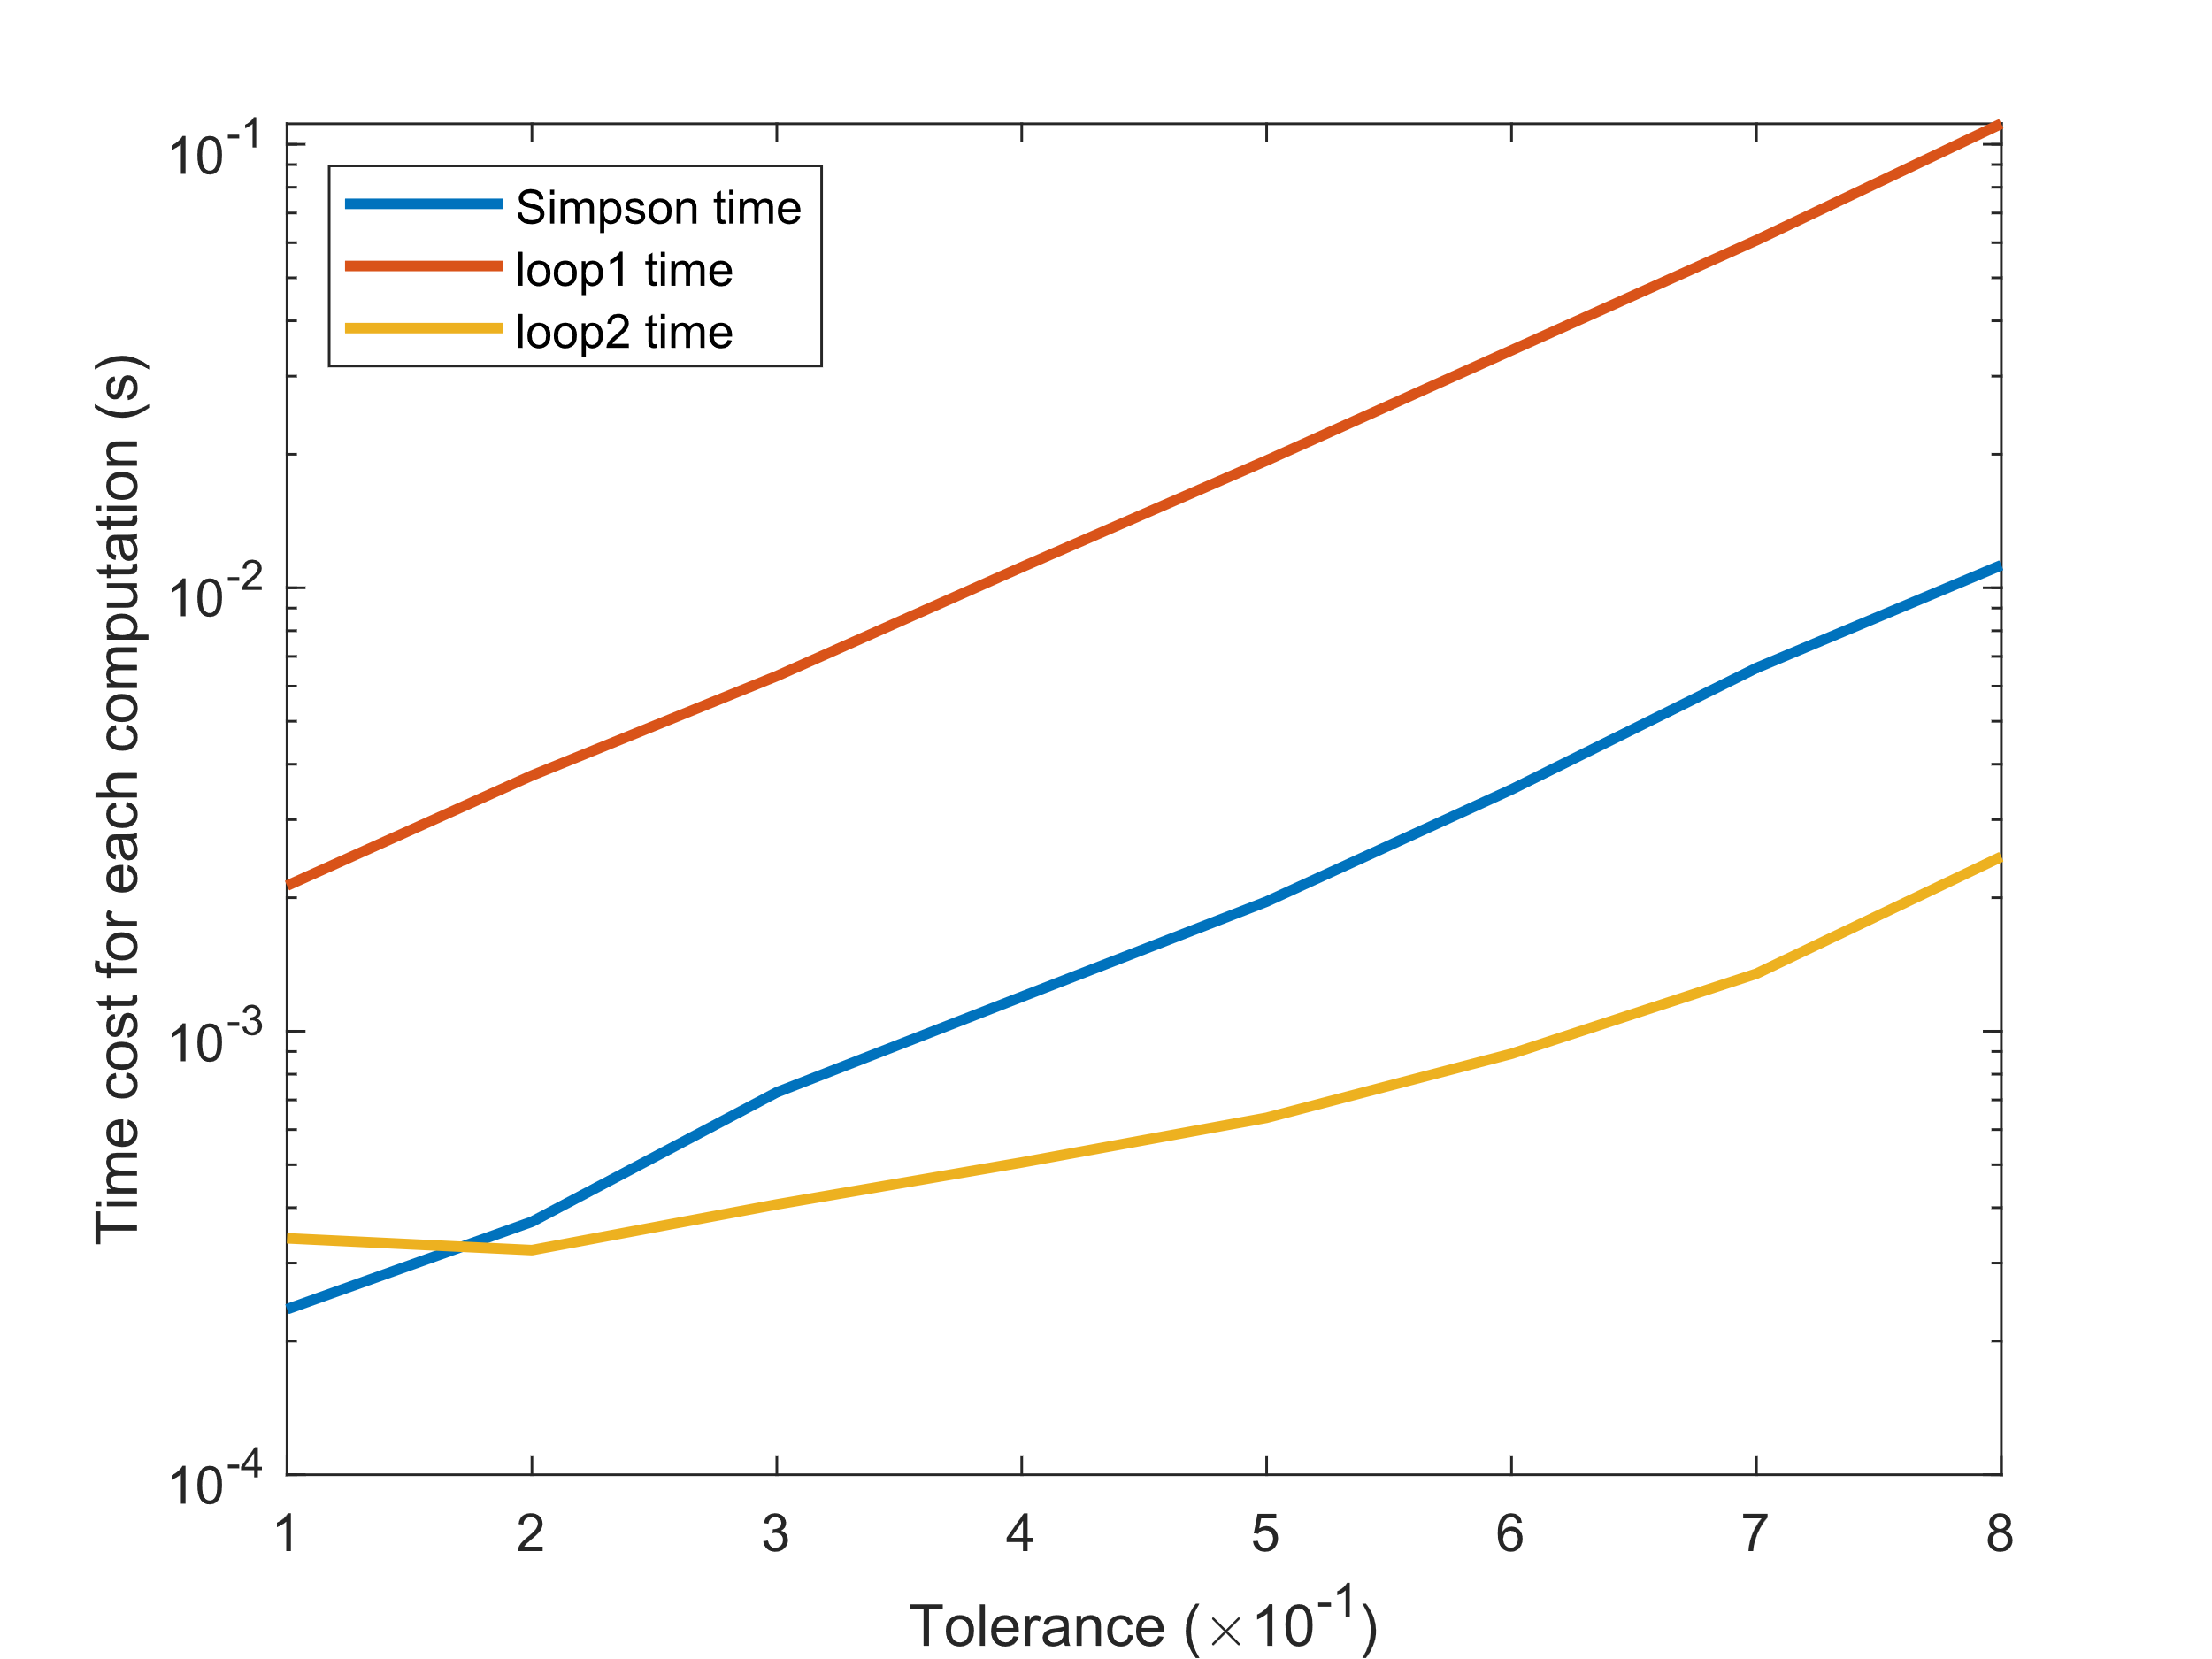 10^-1
10^-2
10^-3
10^-4
Time cost for each computation (s)
Simpson time
loop1 time
loop2 time
1 2 3 4 5 6 7 8
Tolerance (×10^-1)